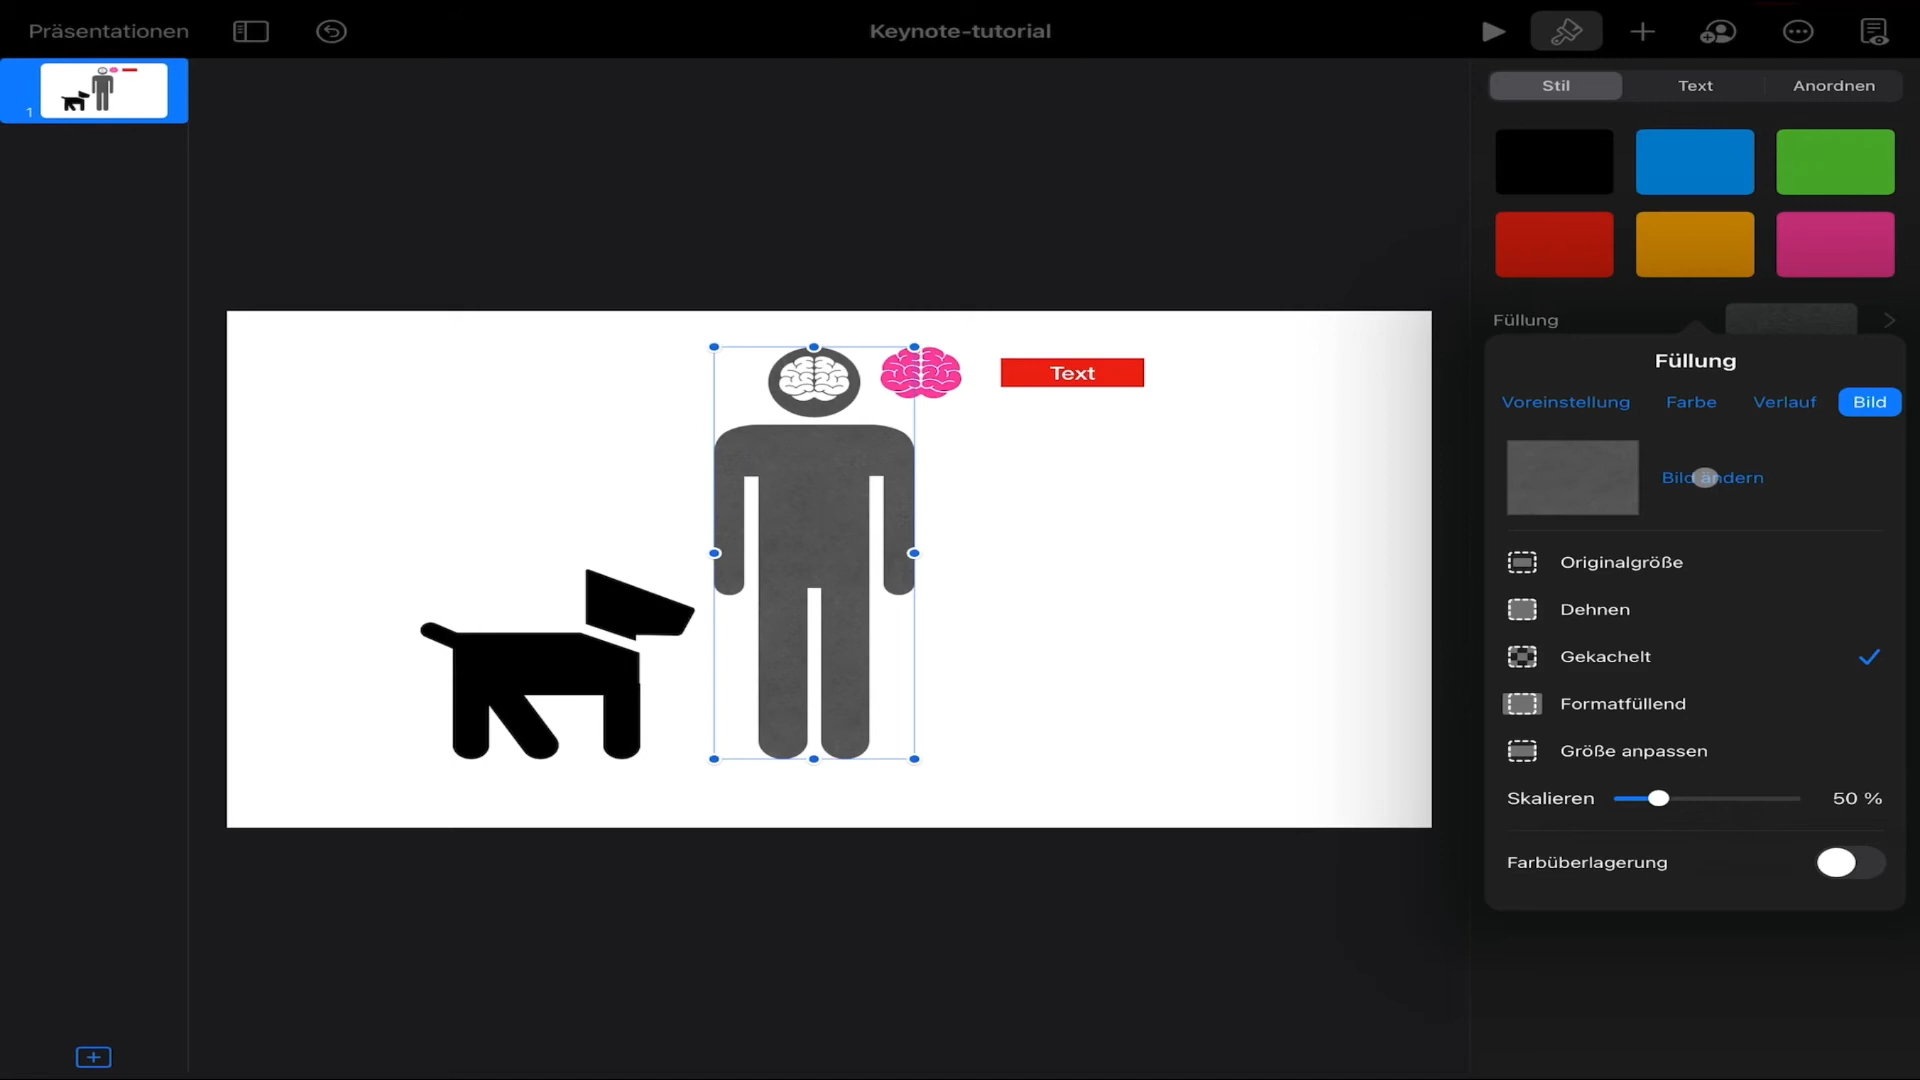 Präsentationen
Keynote-tutorial
1
Text
Stil
Text
Anordnen
Füllung
Füllung
Voreinstellung
Farbe
Verlauf
Bild
Bild ändern
Originalgröße
Dehnen
Gekachelt
Formatfüllend
Größe anpassen
Skalieren
50 %
Farbüberlagerung